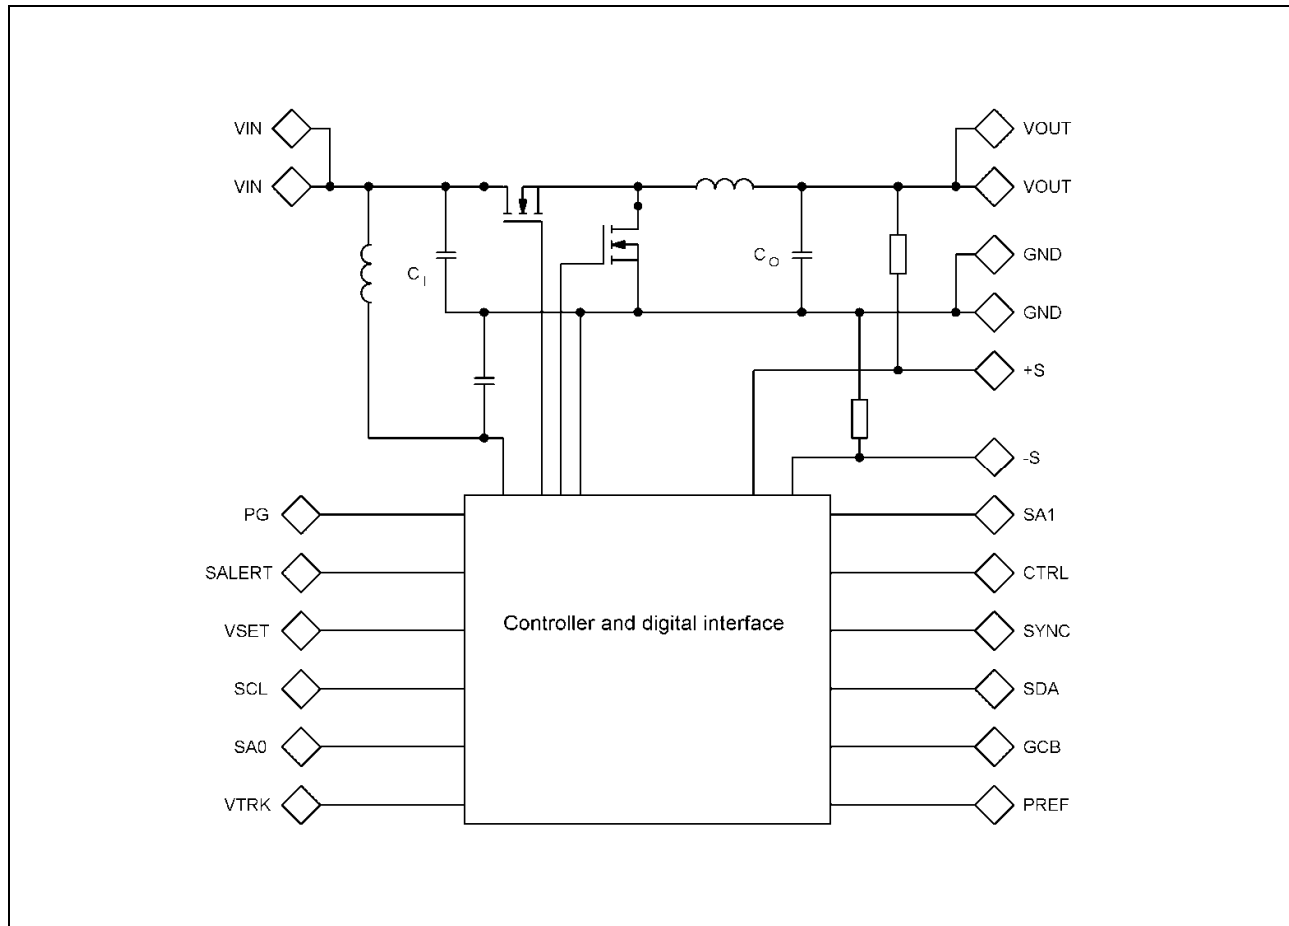 VIN
VOUT
VIN
VOUT
C I
C O
GND
GND
+S
-S
PG
SA1
SALERT
CTRL
Controller and digital interface
VSET
SYNC
SCL
SDA
SA0
GCB
VTRK
PREF